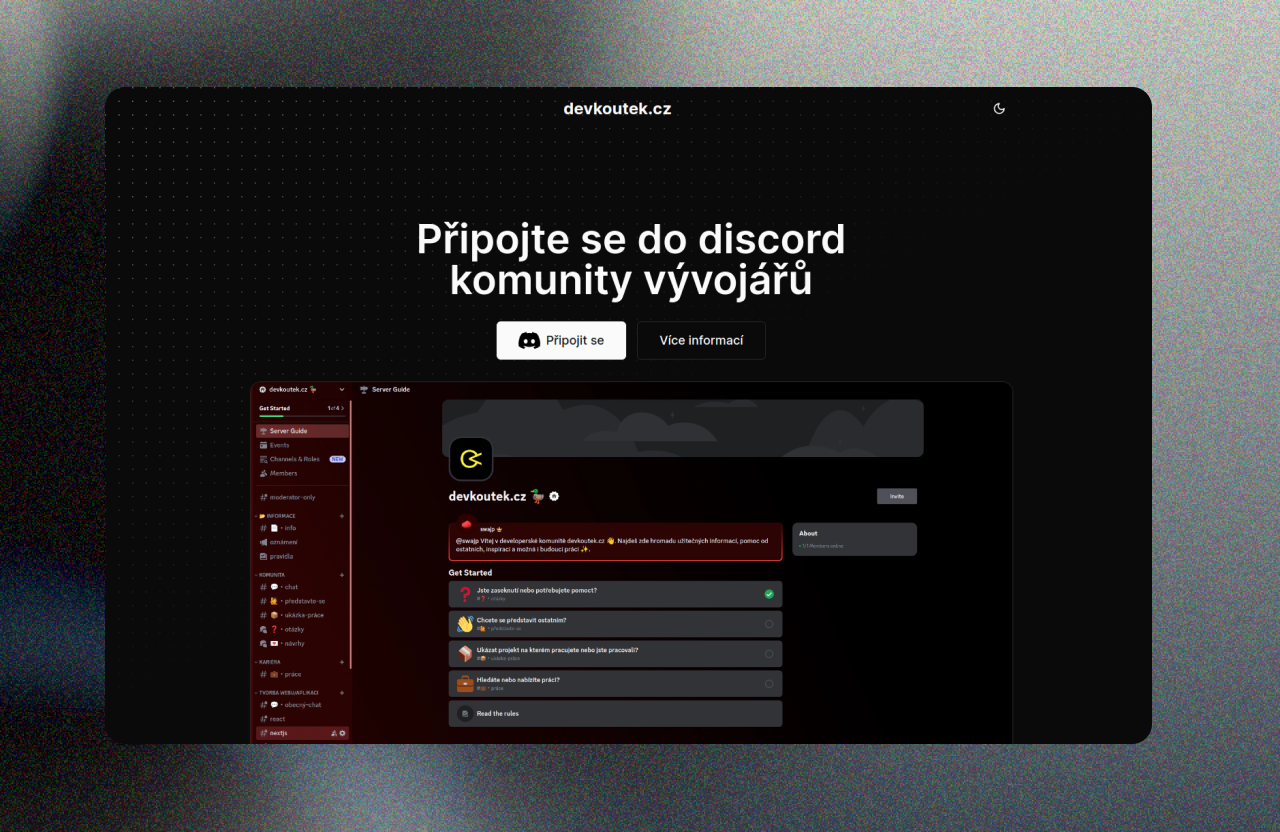 devkoutek.cz
Připojte se do discord
komunity vývojářů
Připojit se
Více informací
devkoutek.cz 🦆
Server Guide
Get Started
1 of 4 >
Server Guide
Events
Channels & Roles
NEW
Members
moderator-only
📂 INFORMACE +
# 📄・info
oznámení
pravidla
KOMUNITA +
# 💬・chat
# 🙋・představte-se
# 📦・ukázka-práce
❓・otázky
💌・návrhy
KARIÉRA +
# 💼・práce
TVORBA WEBU/APLIKACÍ +
💬・obecný-chat
react
nextjs
devkoutek.cz 🦆
Invite
swajp
@swajp Vítej v developerské komunitě devkoutek.cz 👋. Najdeš zde hromadu užitečných informací, pomoc od
ostatních, inspiraci a možná i budoucí práci ✨.
About
Get Started
Jste zaseknutí nebo potřebujete pomoct?
#❓・otázky
Chcete se představit ostatním?
#🙋・představte-se
Ukázat projekt na kterém pracujete nebo jste pracovali?
#📦・ukázka-práce
Hledáte nebo nabízíte práci?
#💼・práce
Read the rules